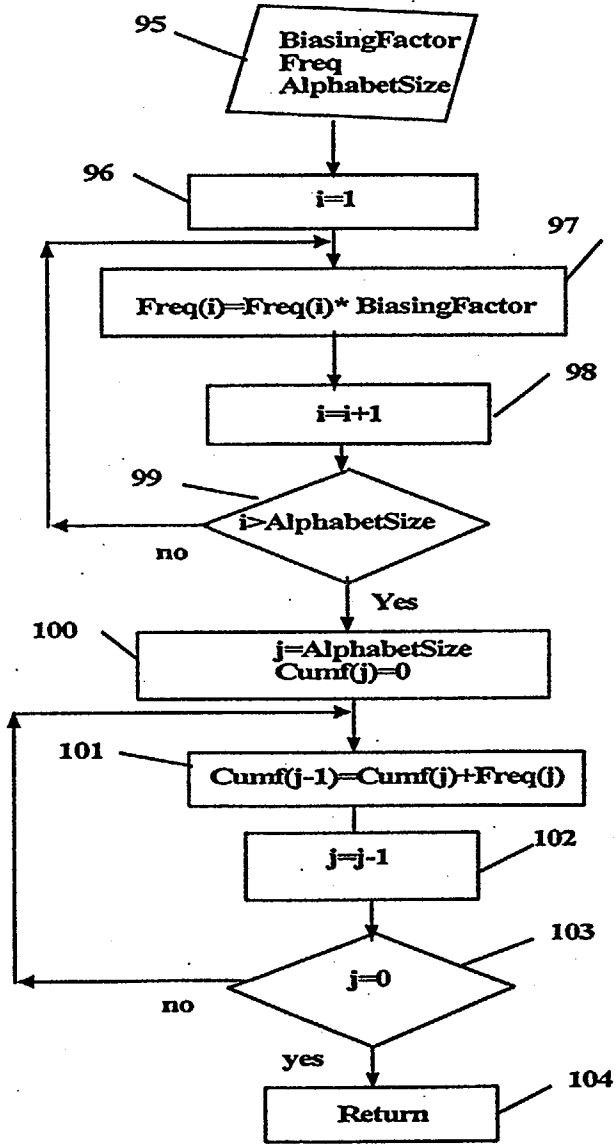 95
BiasingFactor
Freq
AlphabetSize
96
i=1
97
Freq(i)=Freq(i)* BiasingFactor
98
i=i+1
99
i>AlphabetSize
no
Yes
100
j=AlphabetSize
Cumf(j)=0
101
Cumf(j-1)=Cumf(j)+Freq(j)
102
j=j-1
103
j=0
no
yes
104
Return